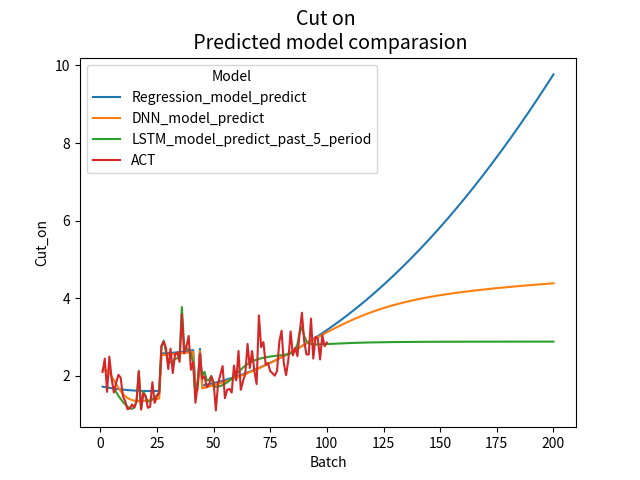 Cut on
Predicted model comparasion
Model
Regression_model_predict
DNN_model_predict
LSTM_model_predict_past_5_period
ACT
Cut_on
10
8
6
4
2
0 25 50 75 100 125 150 175 200
Batch